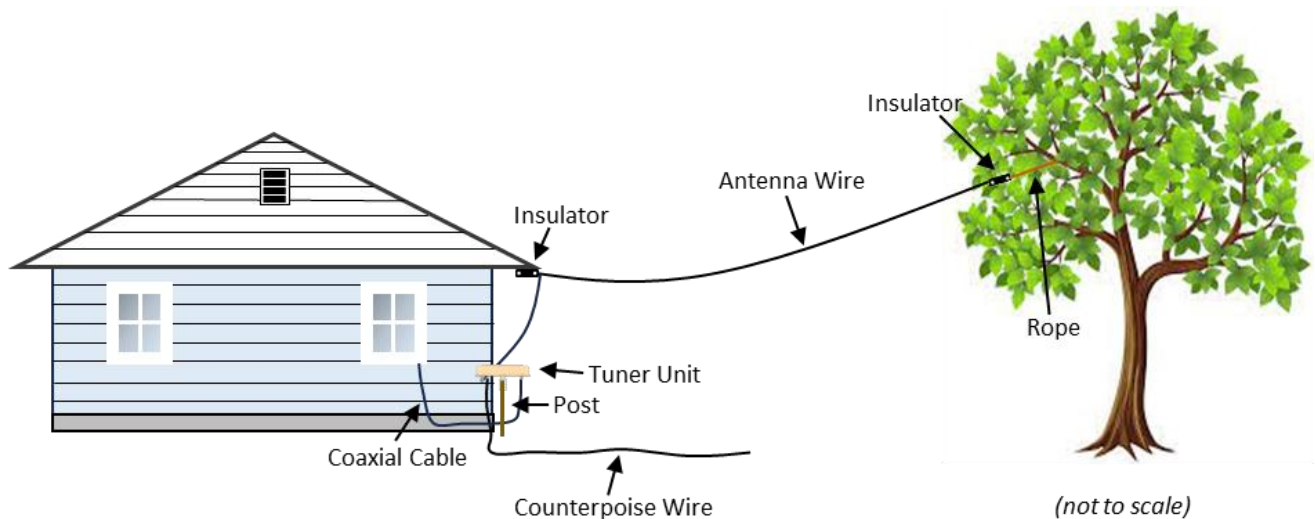 Insulator
Antenna Wire
Insulator
Rope
Tuner Unit
Post
Coaxial Cable
Counterpoise Wire
(not to scale)